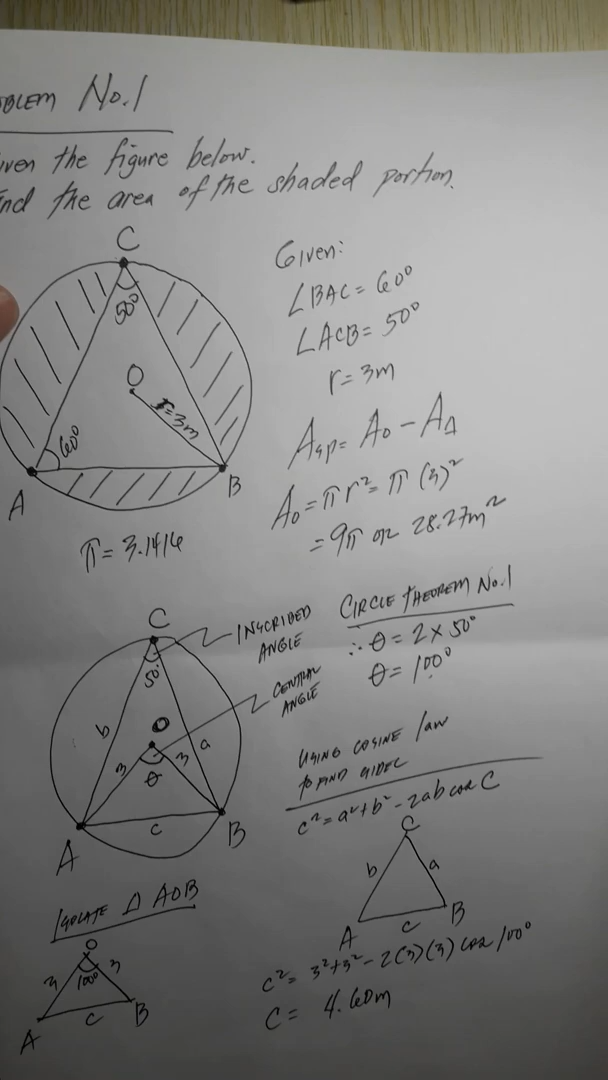 OBLEM No.1
iven the figure below.
ind the area of the shaded portion.
C
50°
O
r=3m
60°
A
B
π = 3.1416
Given:
∠BAC = 60°
∠ACB = 50°
r = 3m
Asp = Ao - A△
Ao = πr² = π(3)²
= 9π or 28.27m²
C
50°
INSCRIBED
ANGLE
CENTRAL
ANGLE
b
O
a
3
θ
3
c
A
B
CIRCLE THEOREM No.1
∴ θ = 2 x 50°
θ = 100°
USING COSINE law
to FIND SIDE C
c² = a² + b² - 2ab cos C
C
b
a
A
c
B
c² = 3² + 3² - 2(3)(3) cos 100°
C = 4.60m
ISOLATE △ AOB
O
3
100°
3
A
c
B